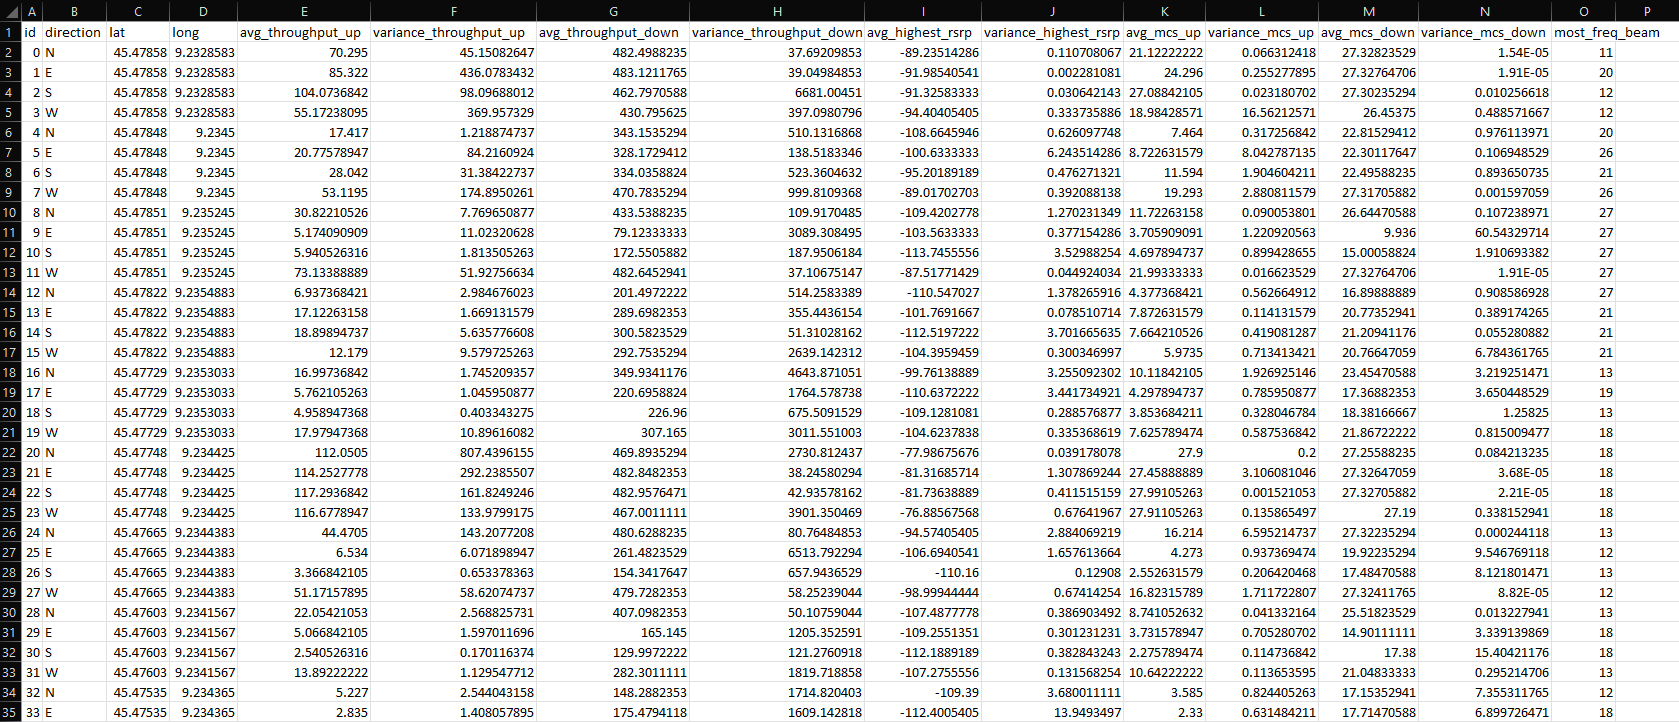 A B C D E F G H I J K L M N O P
1 id direction lat long avg_throughput_up variance_throughput_up avg_throughput_down variance_throughput_down avg_highest_rsrp variance_highest_rsrp avg_mcs_up variance_mcs_up avg_mcs_down variance_mcs_down most_freq_beam
2 0 N 45.47858 9.2328583 70.295 45.15082647 482.4988235 37.69209853 -89.23514286 0.110708067 21.12222222 0.066312418 27.32823529 1.54E-05 11
3 1 E 45.47858 9.2328583 85.322 436.0783432 483.1211765 39.04984853 -91.98540541 0.002281081 24.296 0.255277895 27.32764706 1.91E-05 20
4 2 S 45.47858 9.2328583 104.0736842 98.09688012 462.7970588 6681.00451 -91.32583333 0.030642143 27.08842105 0.023180702 27.30235294 0.010256618 12
5 3 W 45.47858 9.2328583 55.17238095 369.957329 430.795625 397.0980796 -94.40405405 0.333735886 18.98428571 16.56212571 26.45375 0.488571667 12
6 4 N 45.47848 9.2345 17.417 1.218874737 343.1535294 510.1316868 -108.6645946 0.626097748 7.464 0.317256842 22.81529412 0.976113971 20
7 5 E 45.47848 9.2345 20.77578947 84.2160924 328.1729412 138.5183346 -100.6333333 6.243514286 8.722631579 8.042787135 22.30117647 0.106948529 26
8 6 S 45.47848 9.2345 28.042 31.38422737 334.0358824 523.3604632 -95.20189189 0.476271321 11.594 1.904604211 22.49588235 0.893650735 21
9 7 W 45.47848 9.2345 53.1195 174.8950261 470.7835294 999.8109368 -89.01702703 0.392088138 19.293 2.880811579 27.31705882 0.001597059 26
10 8 N 45.47851 9.235245 30.82210526 7.769650877 433.5388235 109.9170485 -109.4202778 1.270231349 11.72263158 0.090053801 26.64470588 0.107238971 27
11 9 E 45.47851 9.235245 5.174090909 11.02320628 79.12333333 3089.308495 -103.5633333 0.377154286 3.705909091 1.220920563 9.936 60.54329714 27
12 10 S 45.47851 9.235245 5.940526316 1.813505263 172.5505882 187.9506184 -113.7455556 3.52988254 4.697894737 0.899428655 15.00058824 1.910693382 27
13 11 W 45.47851 9.235245 73.13388889 51.92756634 482.6452941 37.10675147 -87.51771429 0.044924034 21.99333333 0.016623529 27.32764706 1.91E-05 27
14 12 N 45.47822 9.2354883 6.937368421 2.984676023 201.4972222 514.2583389 -110.547027 1.378265916 4.377368421 0.562664912 16.89888889 0.908586928 27
15 13 E 45.47822 9.2354883 17.12263158 1.669131579 289.6982353 355.4436154 -101.7691667 0.078510714 7.872631579 0.114131579 20.77352941 0.389174265 21
16 14 S 45.47822 9.2354883 18.89894737 5.635776608 300.5823529 51.31028162 -112.5197222 3.701665635 7.664210526 0.419081287 21.20941176 0.055280882 21
17 15 W 45.47822 9.2354883 12.179 9.579725263 292.7535294 2639.142312 -104.3959459 0.300346997 5.9735 0.713413421 20.76647059 6.784361765 21
18 16 N 45.47729 9.2353033 16.99736842 1.745209357 349.9341176 4643.871051 -99.76138889 3.255092302 10.11842105 1.926925146 23.45470588 3.219251471 13
19 17 E 45.47729 9.2353033 5.762105263 1.045950877 220.6958824 1764.578738 -110.6372222 3.441734921 4.297894737 0.785950877 17.36882353 3.650448529 19
20 18 S 45.47729 9.2353033 4.958947368 0.403343275 226.96 675.5091529 -109.1281081 0.288576877 3.853684211 0.328046784 18.38166667 1.25825 13
21 19 W 45.47729 9.2353033 17.97947368 10.89616082 307.165 3011.551003 -104.6237838 0.335368619 7.625789474 0.587536842 21.86722222 0.815009477 18
22 20 N 45.47748 9.234425 112.0505 807.4396155 469.8935294 2730.812437 -77.98675676 0.039178078 27.9 0.2 27.25588235 0.084213235 18
23 21 E 45.47748 9.234425 114.2527778 292.2385507 482.8482353 38.24580294 -81.31685714 1.307869244 27.45888889 3.106081046 27.32647059 3.68E-05 18
24 22 S 45.47748 9.234425 117.2936842 161.8249246 482.9576471 42.93578162 -81.73638889 0.411515159 27.99105263 0.001521053 27.32705882 2.21E-05 18
25 23 W 45.47748 9.234425 116.6778947 133.9799175 467.0011111 3901.350469 -76.88567568 0.67641967 27.91105263 0.135865497 27.19 0.338152941 18
26 24 N 45.47665 9.2344383 44.4705 143.2077208 480.6288235 80.76484853 -94.57405405 2.884069219 16.214 6.595214737 27.32235294 0.000244118 13
27 25 E 45.47665 9.2344383 6.534 6.071898947 261.4823529 6513.792294 -106.6940541 1.657613664 4.273 0.937369474 19.92235294 9.546769118 12
28 26 S 45.47665 9.2344383 3.366842105 0.653378363 154.3417647 657.9436529 -110.16 0.12908 2.552631579 0.206420468 17.48470588 8.121801471 13
29 27 W 45.47665 9.2344383 51.17157895 58.62074737 479.7282353 58.25239044 -98.99944444 0.67414254 16.82315789 1.711722807 27.32411765 8.82E-05 12
30 28 N 45.47603 9.2341567 22.05421053 2.568825731 407.0982353 50.10759044 -107.4877778 0.386903492 8.741052632 0.041332164 25.51823529 0.013227941 13
31 29 E 45.47603 9.2341567 5.066842105 1.597011696 165.145 1205.352591 -109.2551351 0.301231231 3.731578947 0.705280702 14.90111111 3.339139869 18
32 30 S 45.47603 9.2341567 2.540526316 0.170116374 129.9972222 121.2760918 -112.1889189 0.382843243 2.275789474 0.114736842 17.38 15.40421176 18
33 31 W 45.47603 9.2341567 13.89222222 1.129547712 282.3011111 1819.718858 -107.2755556 0.131568254 10.64222222 0.113653595 21.04833333 0.295214706 13
34 32 N 45.47535 9.234365 5.227 2.544043158 148.2882353 1714.820403 -109.39 3.680011111 3.585 0.824405263 17.15352941 7.355311765 12
35 33 E 45.47535 9.234365 2.835 1.408057895 175.4794118 1609.142818 -112.4005405 13.9493497 2.33 0.631484211 17.71470588 6.899726471 18